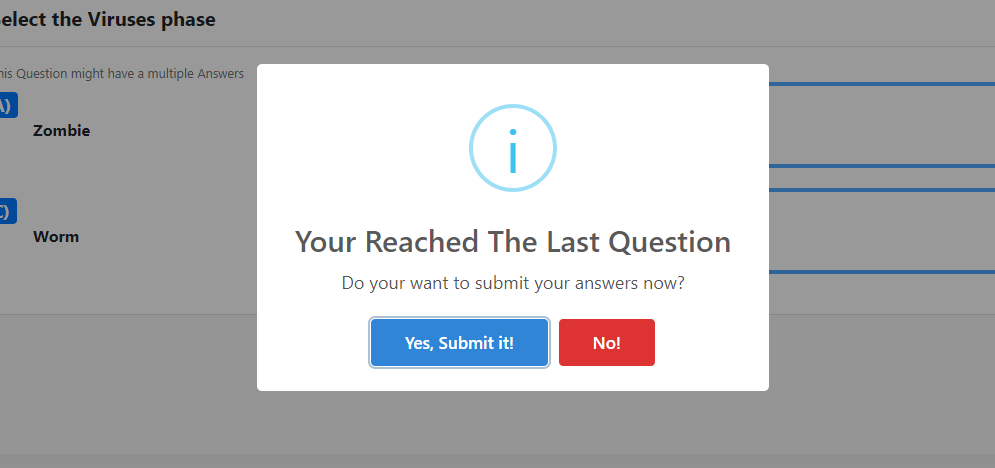 elect the Viruses phase
his Question might have a multiple Answers
A)
Zombie
C)
Worm
i
Your Reached The Last Question
Do your want to submit your answers now?
Yes, Submit it!
No!